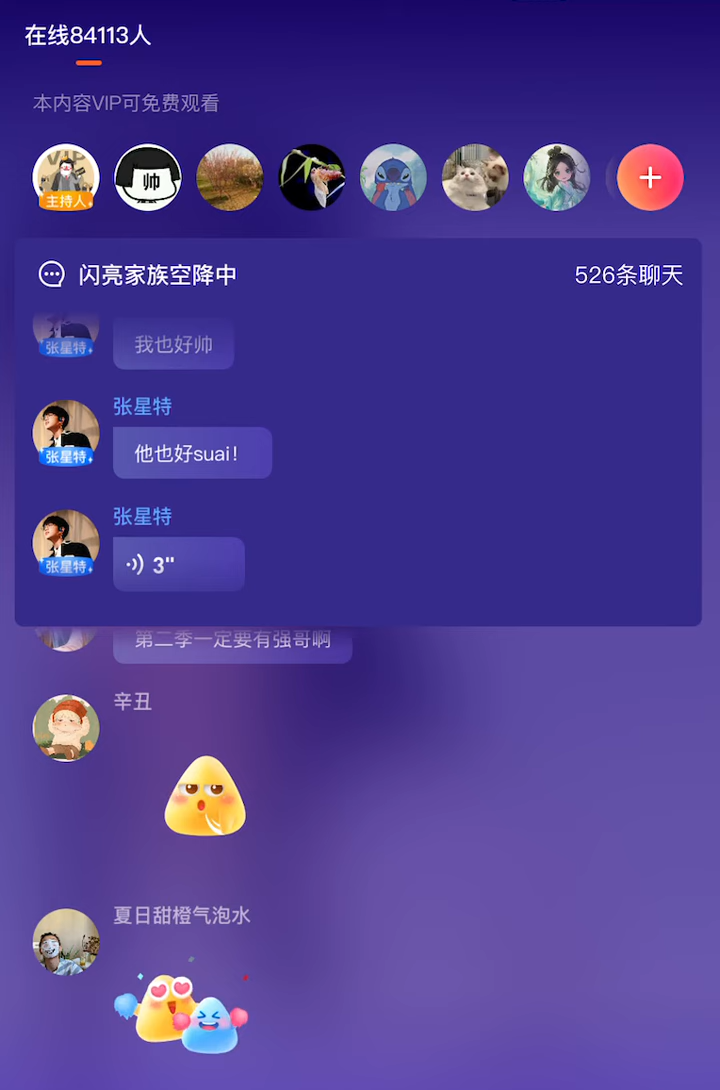 在线84113人
本内容VIP可免费观看
VIP
主持人
帅
闪亮家族空降中
526条聊天
张星特
我也好帅
张星特
张星特
他也好suai!
张星特
张星特
3"
第二季一定要有强哥啊
辛丑
夏日甜橙气泡水